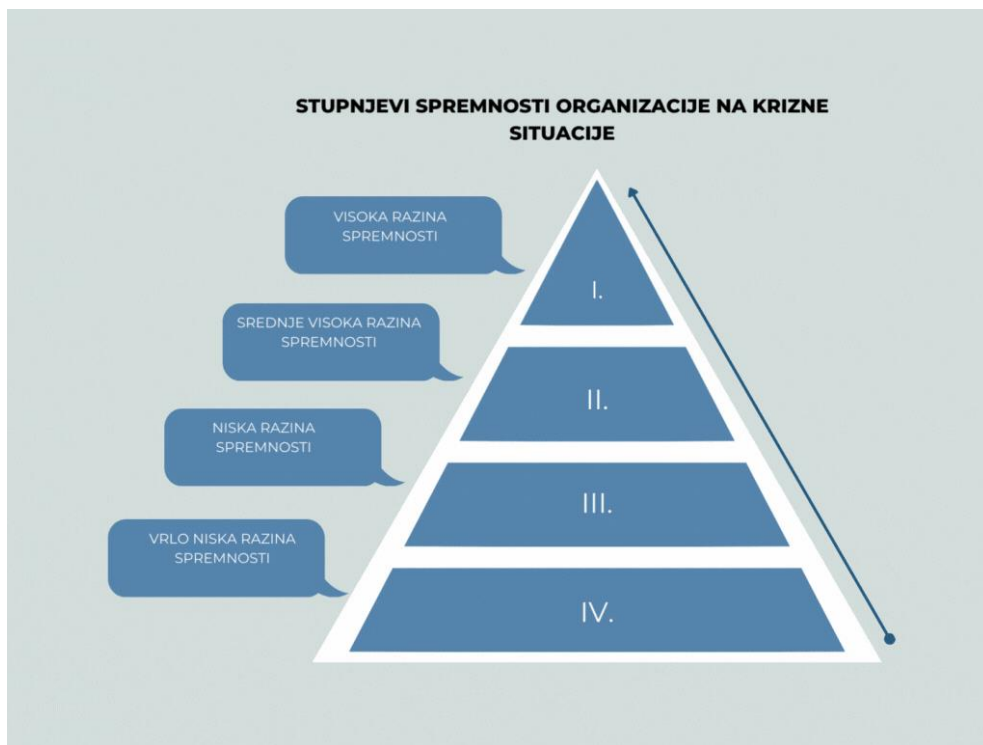 STUPNJEVI SPREMNOSTI ORGANIZACIJE NA KRIZNE
SITUACIJE
VISOKA RAZINA
SPREMNOSTI
I.
SREDNJE VISOKA RAZINA
SPREMNOSTI
II.
NISKA RAZINA
SPREMNOSTI
III.
VRLO NISKA RAZINA
SPREMNOSTI
IV.